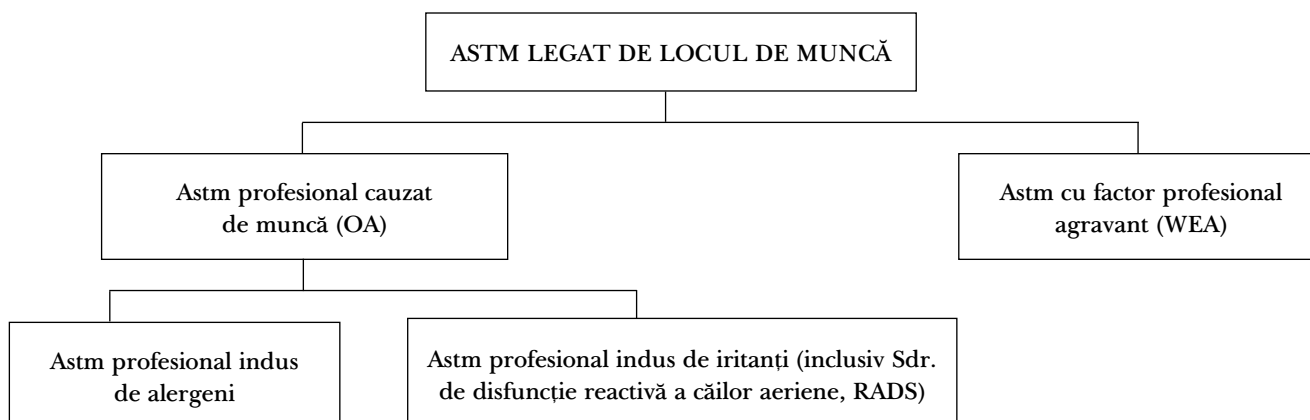 ASTM LEGAT DE LOCUL DE MUNCĂ
Astm profesional cauzat
de muncă (OA)
Astm cu factor profesional
agravant (WEA)
Astm profesional indus
de alergeni
Astm profesional indus de iritanți (inclusiv Sdr.
de disfuncție reactivă a căilor aeriene, RADS)